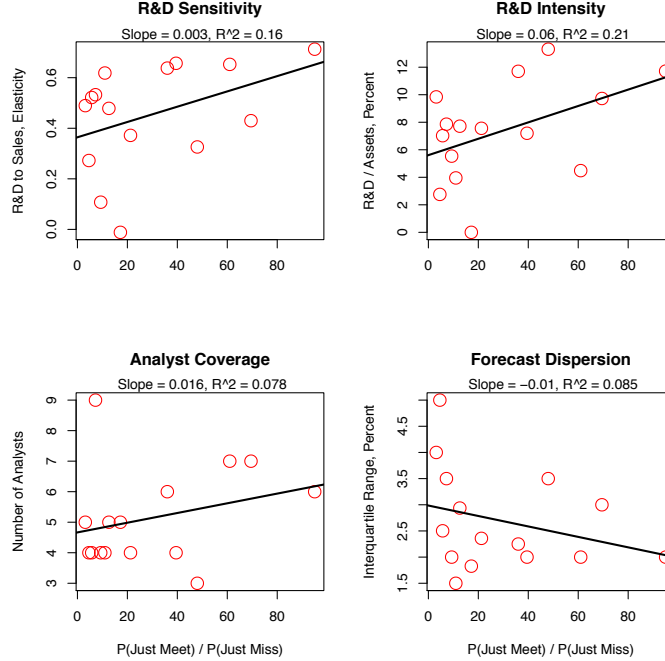 R&D Sensitivity
Slope = 0.003, R^2 = 0.16
R&D to Sales, Elasticity
0.6
0.4
0.2
0.0
0 20 40 60 80
R&D Intensity
Slope = 0.06, R^2 = 0.21
R&D / Assets, Percent
12
10
8
6
4
2
0
0 20 40 60 80
Analyst Coverage
Slope = 0.016, R^2 = 0.078
Number of Analysts
9
8
7
6
5
4
3
0 20 40 60 80
P(Just Meet) / P(Just Miss)
Forecast Dispersion
Slope = −0.01, R^2 = 0.085
Interquartile Range, Percent
4.5
3.5
2.5
1.5
0 20 40 60 80
P(Just Meet) / P(Just Miss)